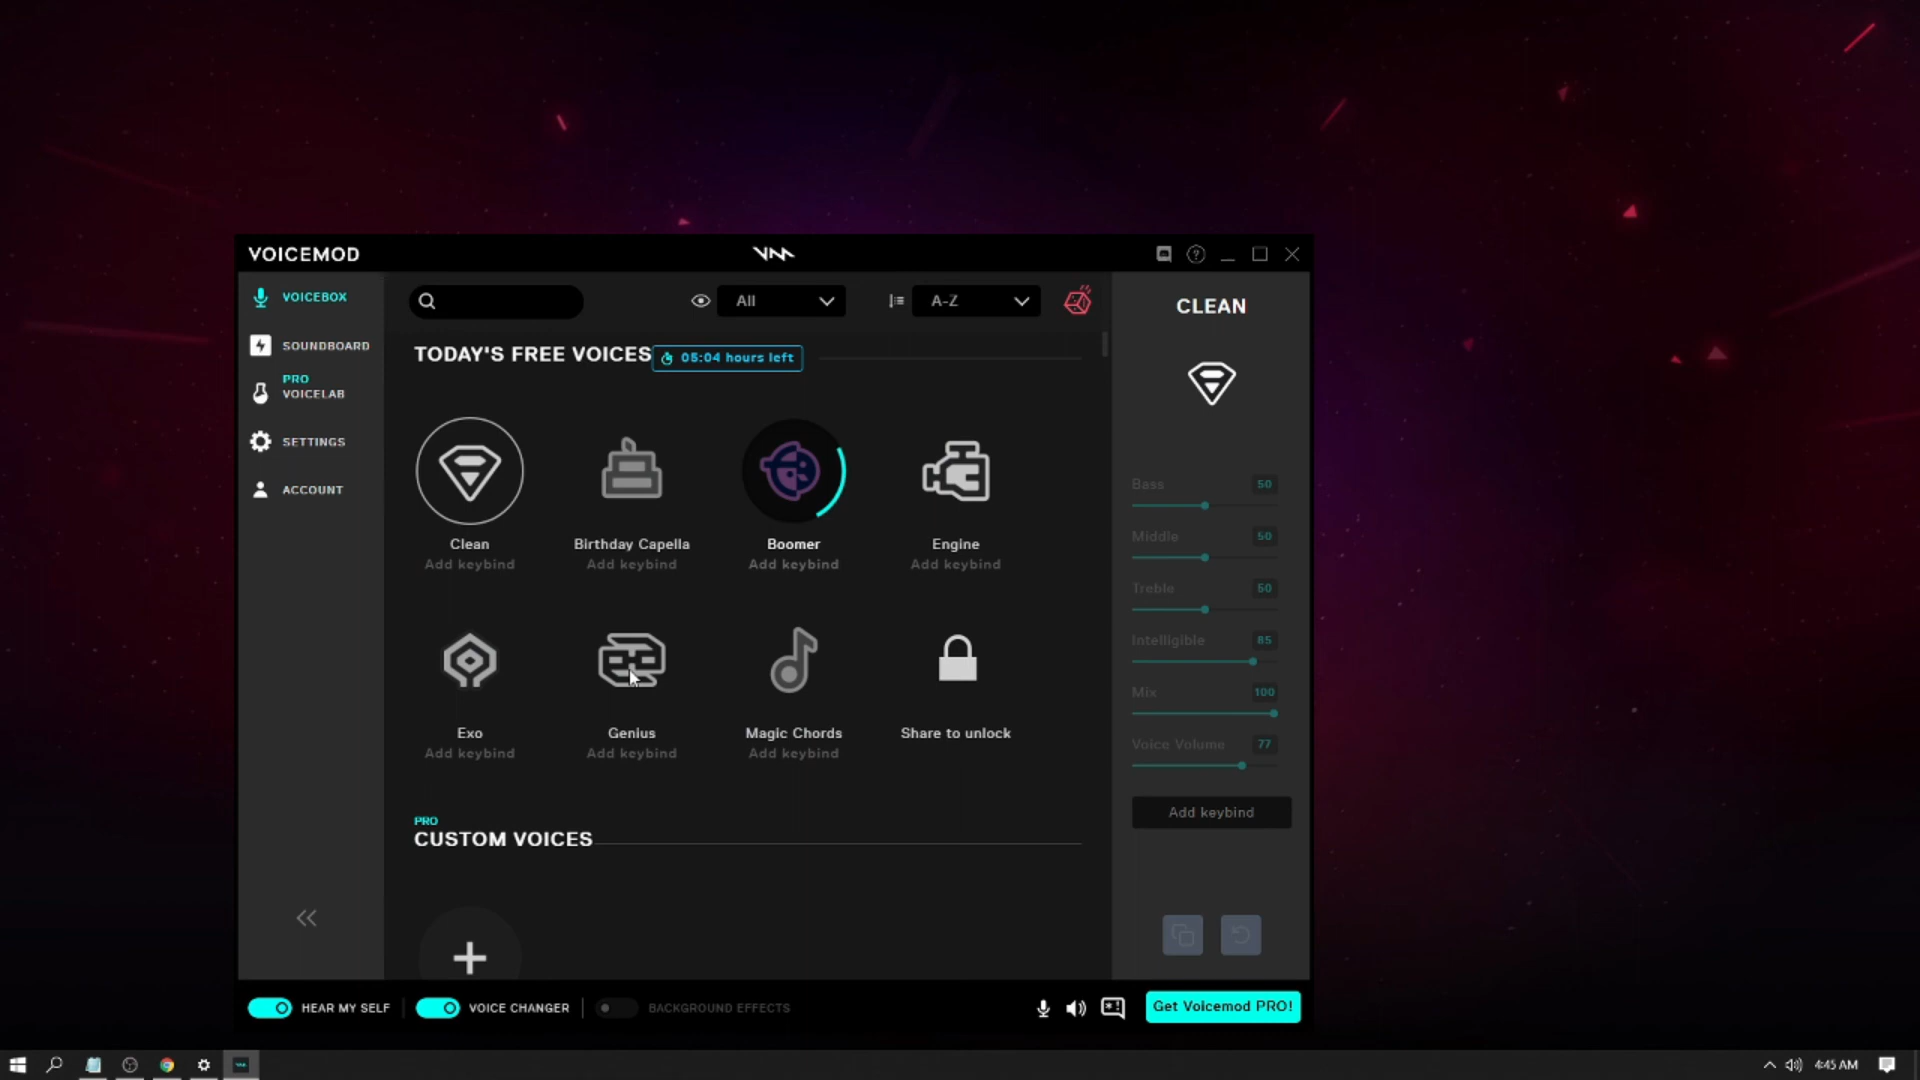 VOICEMOD
VOICEBOX
SOUNDBOARD
PRO
VOICELAB
SETTINGS
ACCOUNT
All
A-Z
TODAY'S FREE VOICES
05:04 hours left
Clean
Add keybind
Birthday Capella
Add keybind
Boomer
Add keybind
Engine
Add keybind
Exo
Add keybind
Genius
Add keybind
Magic Chords
Add keybind
Share to unlock
PRO
CUSTOM VOICES
CLEAN
Bass 50
Middle 50
Treble 50
Intelligible 85
Mix 100
Voice Volume 77
Add keybind
HEAR MY SELF
VOICE CHANGER
BACKGROUND EFFECTS
Get Voicemod PRO!
4:45 AM